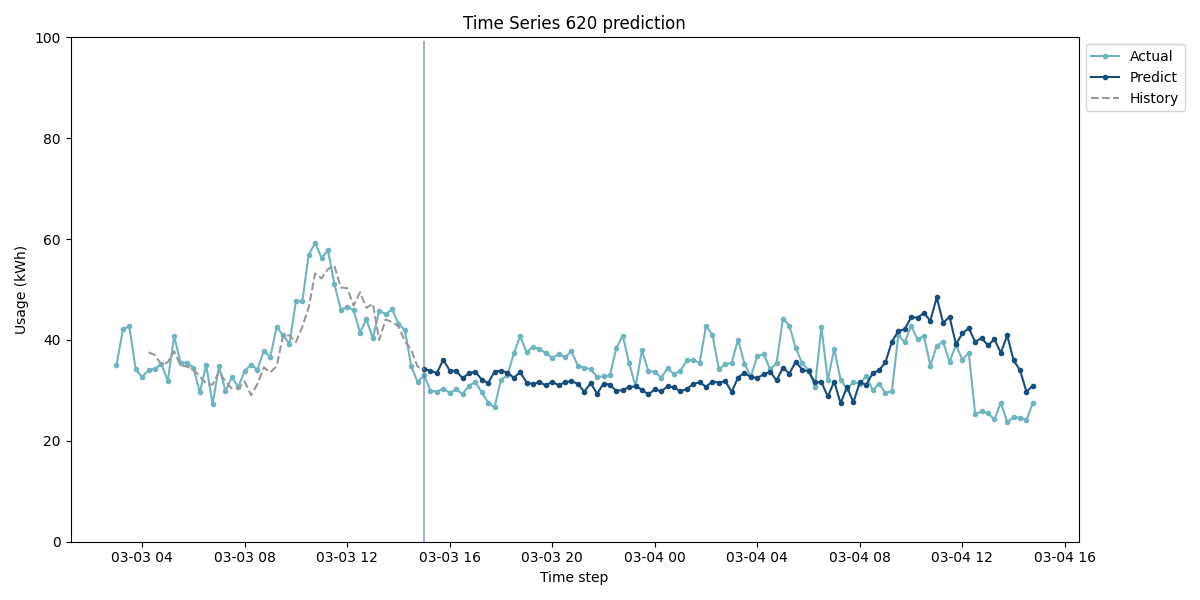 Time Series 620 prediction
100
80
60
40
20
0
Usage (kWh)
03-03 04
03-03 08
03-03 12
03-03 16
03-03 20
03-04 00
03-04 04
03-04 08
03-04 12
03-04 16
Time step
Actual
Predict
History